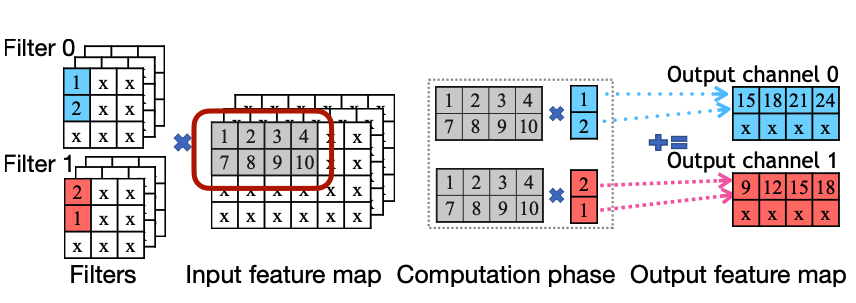 Filter 0
1 x x
2 x x
x x x
Filter 1
2 x x
1 x x
x x x
Filters
x x x x x x
1 2 3 4 x x
7 8 9 10 x x
x x x x x x
x x x x x x
Input feature map
1 2 3 4
7 8 9 10
1
2
1 2 3 4
7 8 9 10
2
1
Computation phase
Output channel 0
15 18 21 24
x x x x
Output channel 1
9 12 15 18
x x x x
Output feature map